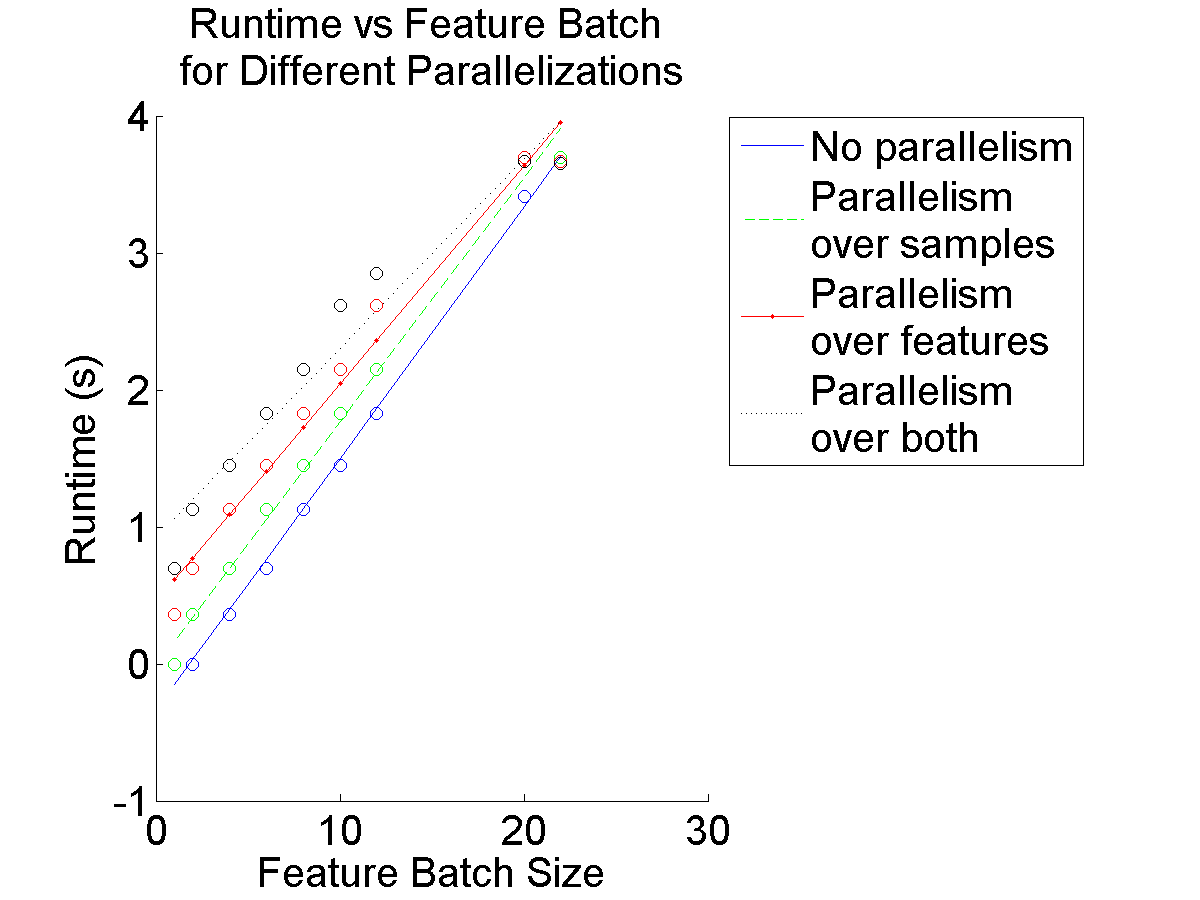 Runtime vs Feature Batch
for Different Parallelizations
4
3
2
1
0
-1
0
10
20
30
Runtime (s)
Feature Batch Size
No parallelism
Parallelism
over samples
Parallelism
over features
Parallelism
over both